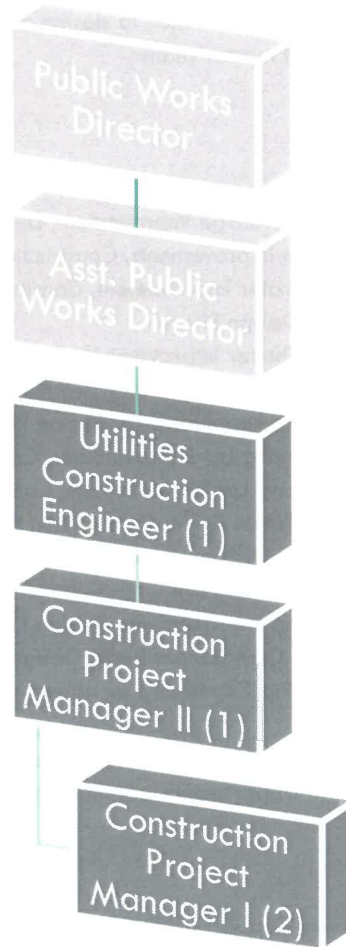 Public Works
Director
Asst. Public
Works Director
Utilities
Construction
Engineer (1)
Construction
Project
Manager II (1)
Construction
Project
Manager I (2)